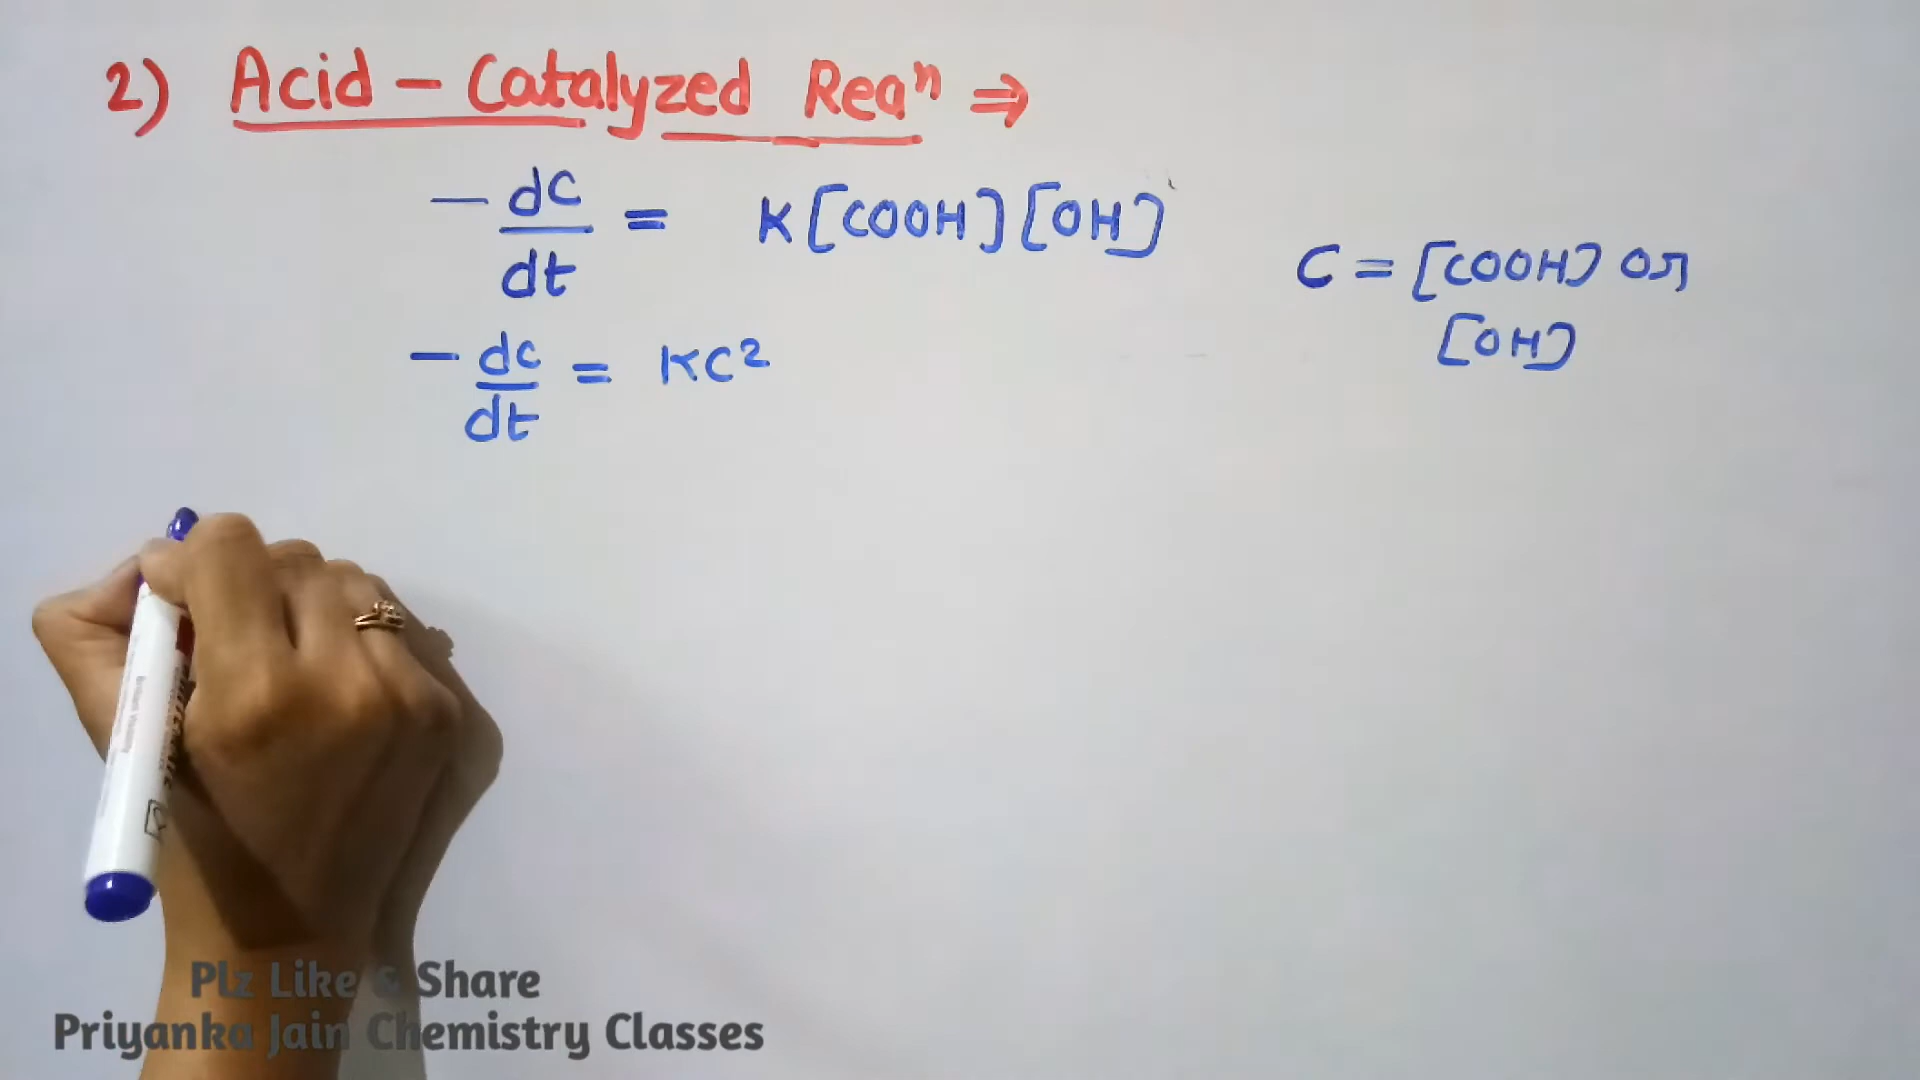 2) Acid - Catalyzed Reaⁿ ⇒
- dC/dt = K[COOH][OH]
C = [COOH] or
[OH]
- dc/dt = KC²
Plz Like & Share
Priyanka Jain Chemistry Classes